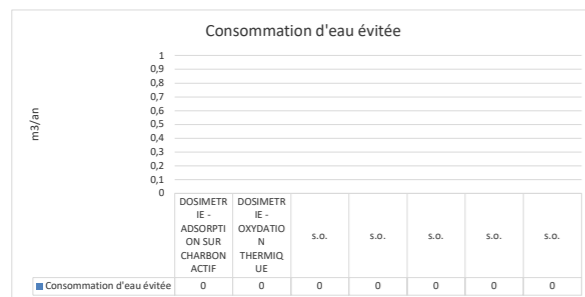 Consommation d'eau évitée
m3/an
1
0,9
0,8
0,7
0,6
0,5
0,4
0,3
0,2
0,1
0
DOSIMETR
IE -
ADSORPTI
ON SUR
CHARBON
ACTIF
DOSIMETR
IE -
OXYDATIO
N
THERMIQ
UE
s.o.
s.o.
s.o.
s.o.
s.o.
Consommation d'eau évitée 0 0 0 0 0 0 0